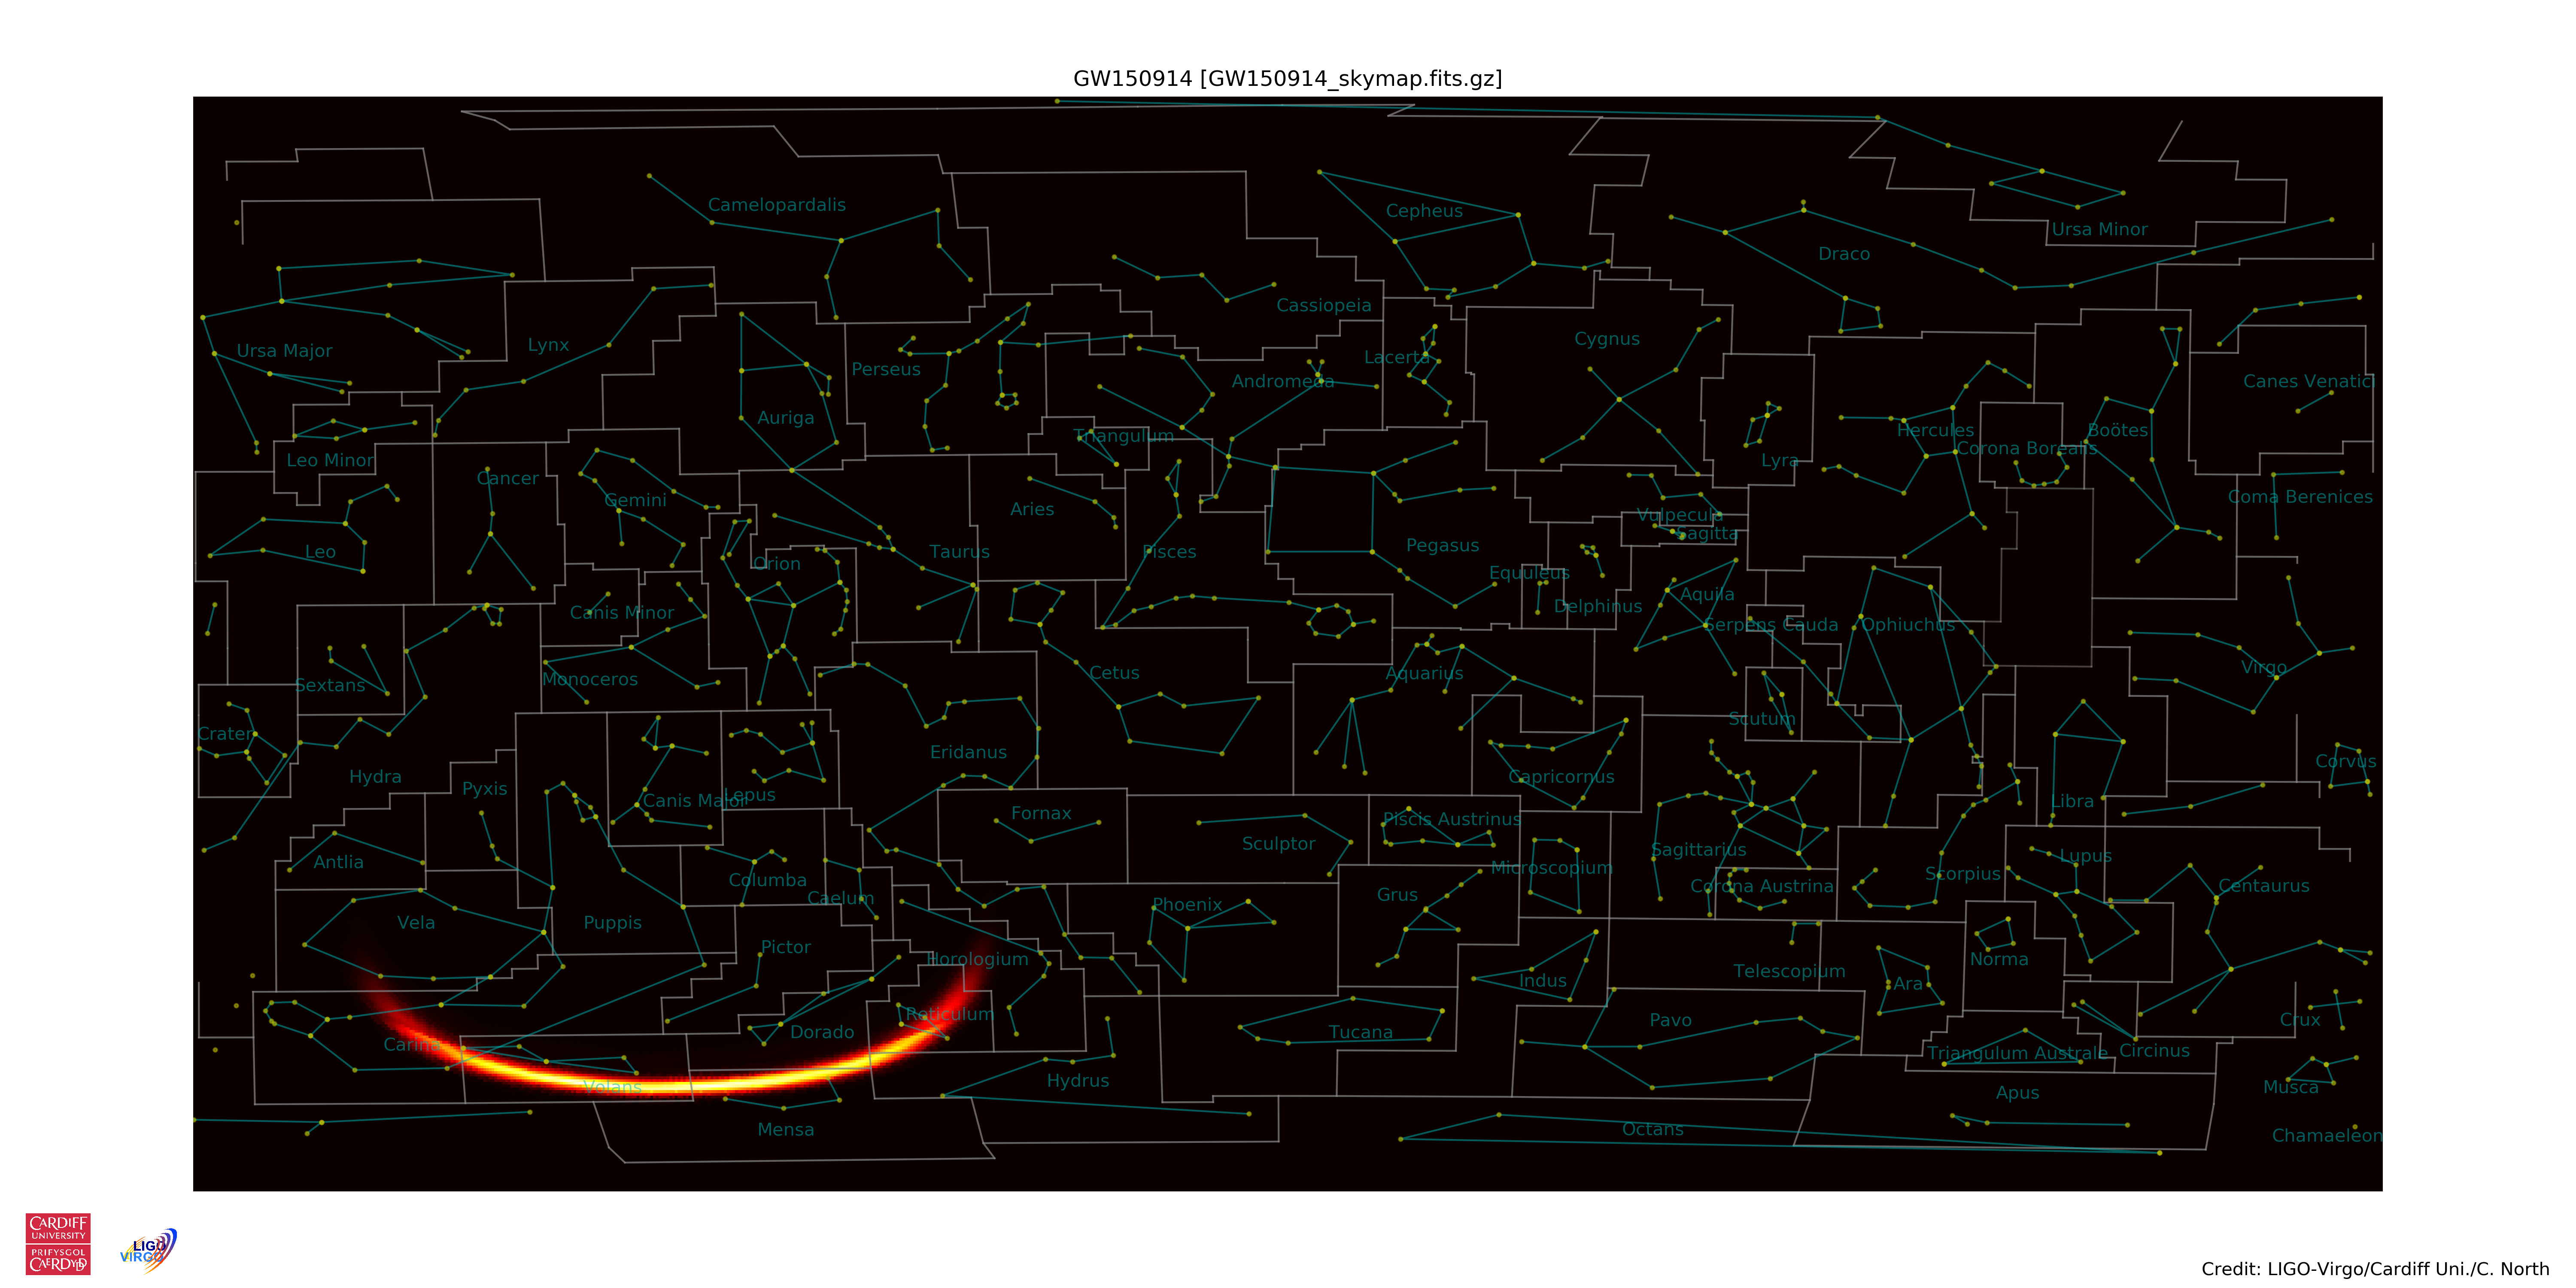 GW150914 [GW150914_skymap.fits.gz]
Camelopardalis
Cepheus
Ursa Minor
Draco
Cassiopeia
Cygnus
Lynx
Ursa Major
Lacerta
Perseus
Andromeda
Canes Venatici
Auriga
Triangulum
Hercules
Boötes
Corona Borealis
Leo Minor
Lyra
Cancer
Gemini
Coma Berenices
Aries
Vulpecula
Sagitta
Pegasus
Leo
Taurus
Pisces
Orion
Equuleus
Aquila
Delphinus
Canis Minor
Serpens Cauda
Ophiuchus
Virgo
Cetus
Aquarius
Monoceros
Sextans
Scutum
Crater
Eridanus
Corvus
Hydra
Capricornus
Pyxis
Lepus
Canis Major
Libra
Fornax
Piscis Austrinus
Sculptor
Sagittarius
Lupus
Antlia
Microscopium
Scorpius
Columba
Corona Austrina
Centaurus
Grus
Caelum
Phoenix
Vela
Puppis
Pictor
Horologium
Norma
Telescopium
Indus
Ara
Reticulum
Pavo
Crux
Dorado
Tucana
Carina
Circinus
Triangulum Australe
Hydrus
Volans
Musca
Apus
Mensa
Octans
Chamaeleon
CARDIFF
UNIVERSITY
PRIFYSGOL
CAERDYDD
LIGO
VIRGO
Credit: LIGO-Virgo/Cardiff Uni./C. North